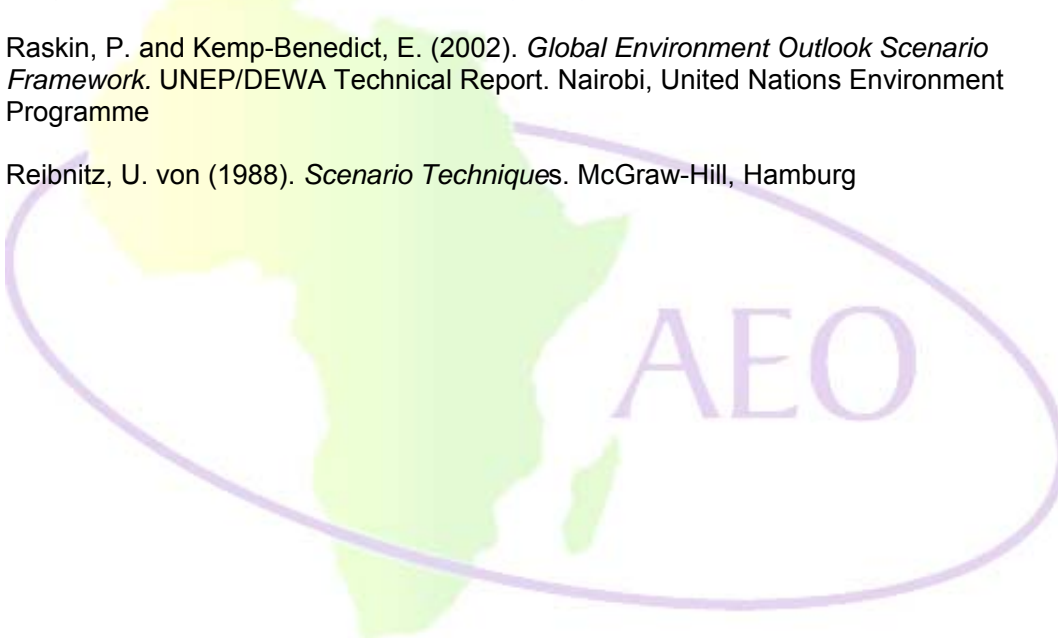 Raskin, P. and Kemp-Benedict, E. (2002). Global Environment Outlook Scenario
Framework. UNEP/DEWA Technical Report. Nairobi, United Nations Environment
Programme
Reibnitz, U. von (1988). Scenario Techniques. McGraw-Hill, Hamburg
AEO